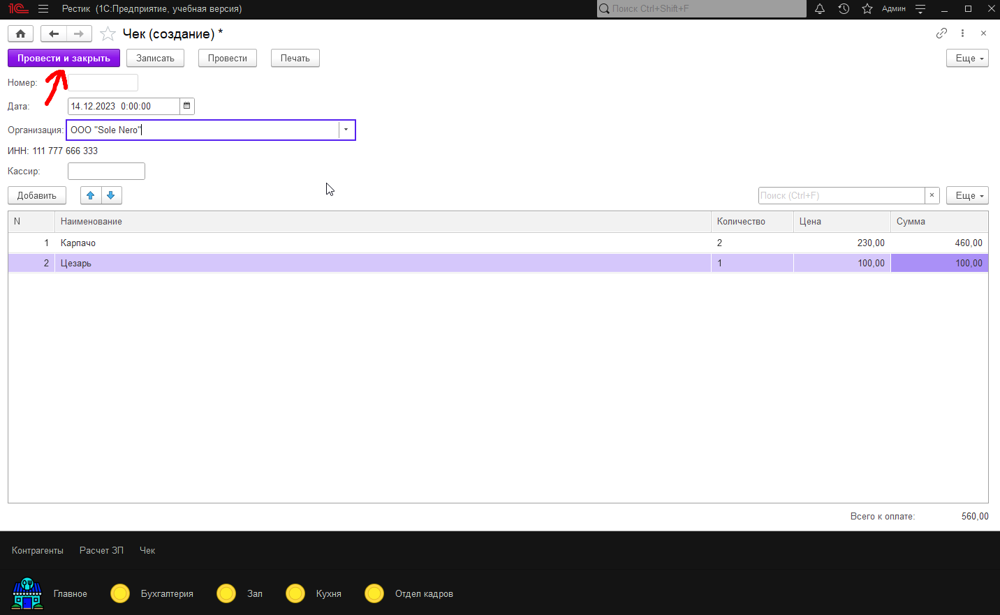 1С Рестик (1С:Предприятие, учебная версия) Поиск Ctrl+Shift+F Админ
Чек (создание) *
Провести и закрыть Записать Провести Печать Еще
Номер:
Дата: 14.12.2023 0:00:00
Организация: ООО "Sole Nero"
ИНН: 111 777 666 333
Кассир:
Добавить Поиск (Ctrl+F) × Еще
N Наименование Количество Цена Сумма
1 Карпачо 2 230,00 460,00
2 Цезарь 1 100,00 100,00
Всего к оплате: 560,00
Контрагенты Расчет ЗП Чек
Главное Бухгалтерия Зал Кухня Отдел кадров